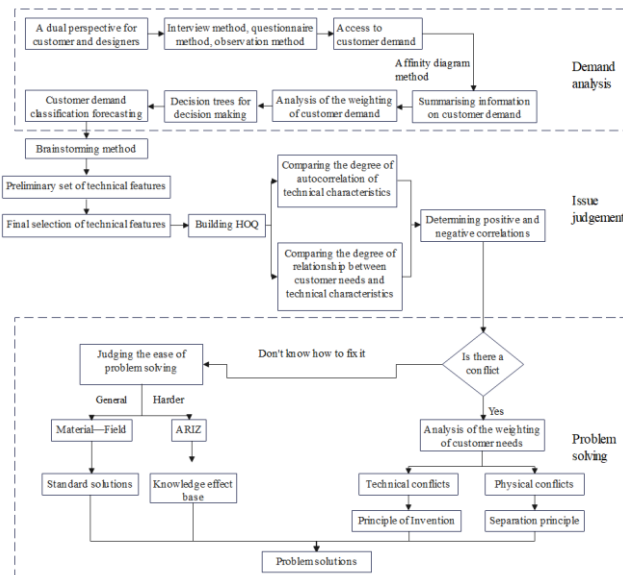 A dual perspective for
customer and designers
Interview method, questionnaire
method, observation method
Access to
customer demand
Affinity diagram
method
Demand
analysis
Customer demand
classification forecasting
Decision trees for
decision making
Analysis of the weighting
of customer demand
Summarising information
on customer demand
Brainstorming method
Preliminary set of technical features
Final selection of technical features
Building HOQ
Comparing the degree of
autocorrelation of
technical characteristics
Comparing the degree of
relationship between
customer needs and
technical characteristics
Determining positive and
negative correlations
Issue
judgement
Judging the ease of
problem solving
Don't know how to fix it
Is there a
conflict
General
Harder
Yes
Material—Field
ARIZ
Analysis of the weighting
of customer needs
Problem
solving
Standard solutions
Knowledge effect
base
Technical conflicts
Physical conflicts
Principle of Invention
Separation principle
Problem solutions